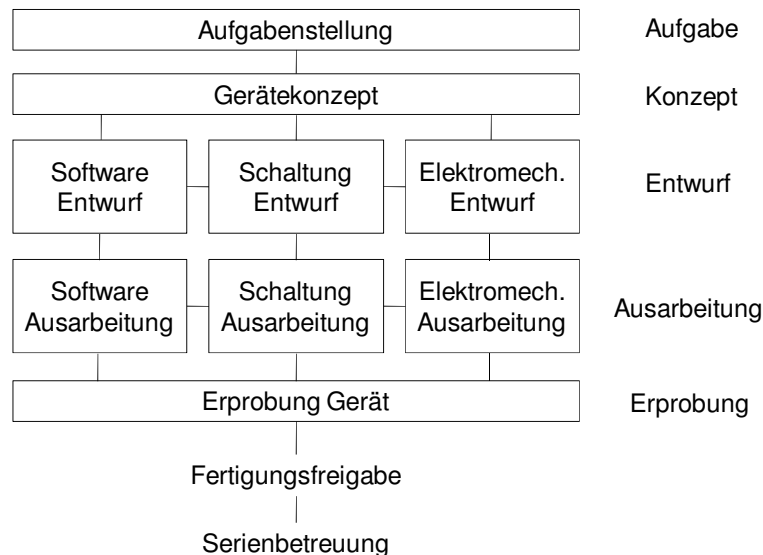 Aufgabenstellung
Aufgabe
Gerätekonzept
Konzept
Software
Entwurf
Schaltung
Entwurf
Elektromech.
Entwurf
Entwurf
Software
Ausarbeitung
Schaltung
Ausarbeitung
Elektromech.
Ausarbeitung
Ausarbeitung
Erprobung Gerät
Erprobung
Fertigungsfreigabe
Serienbetreuung